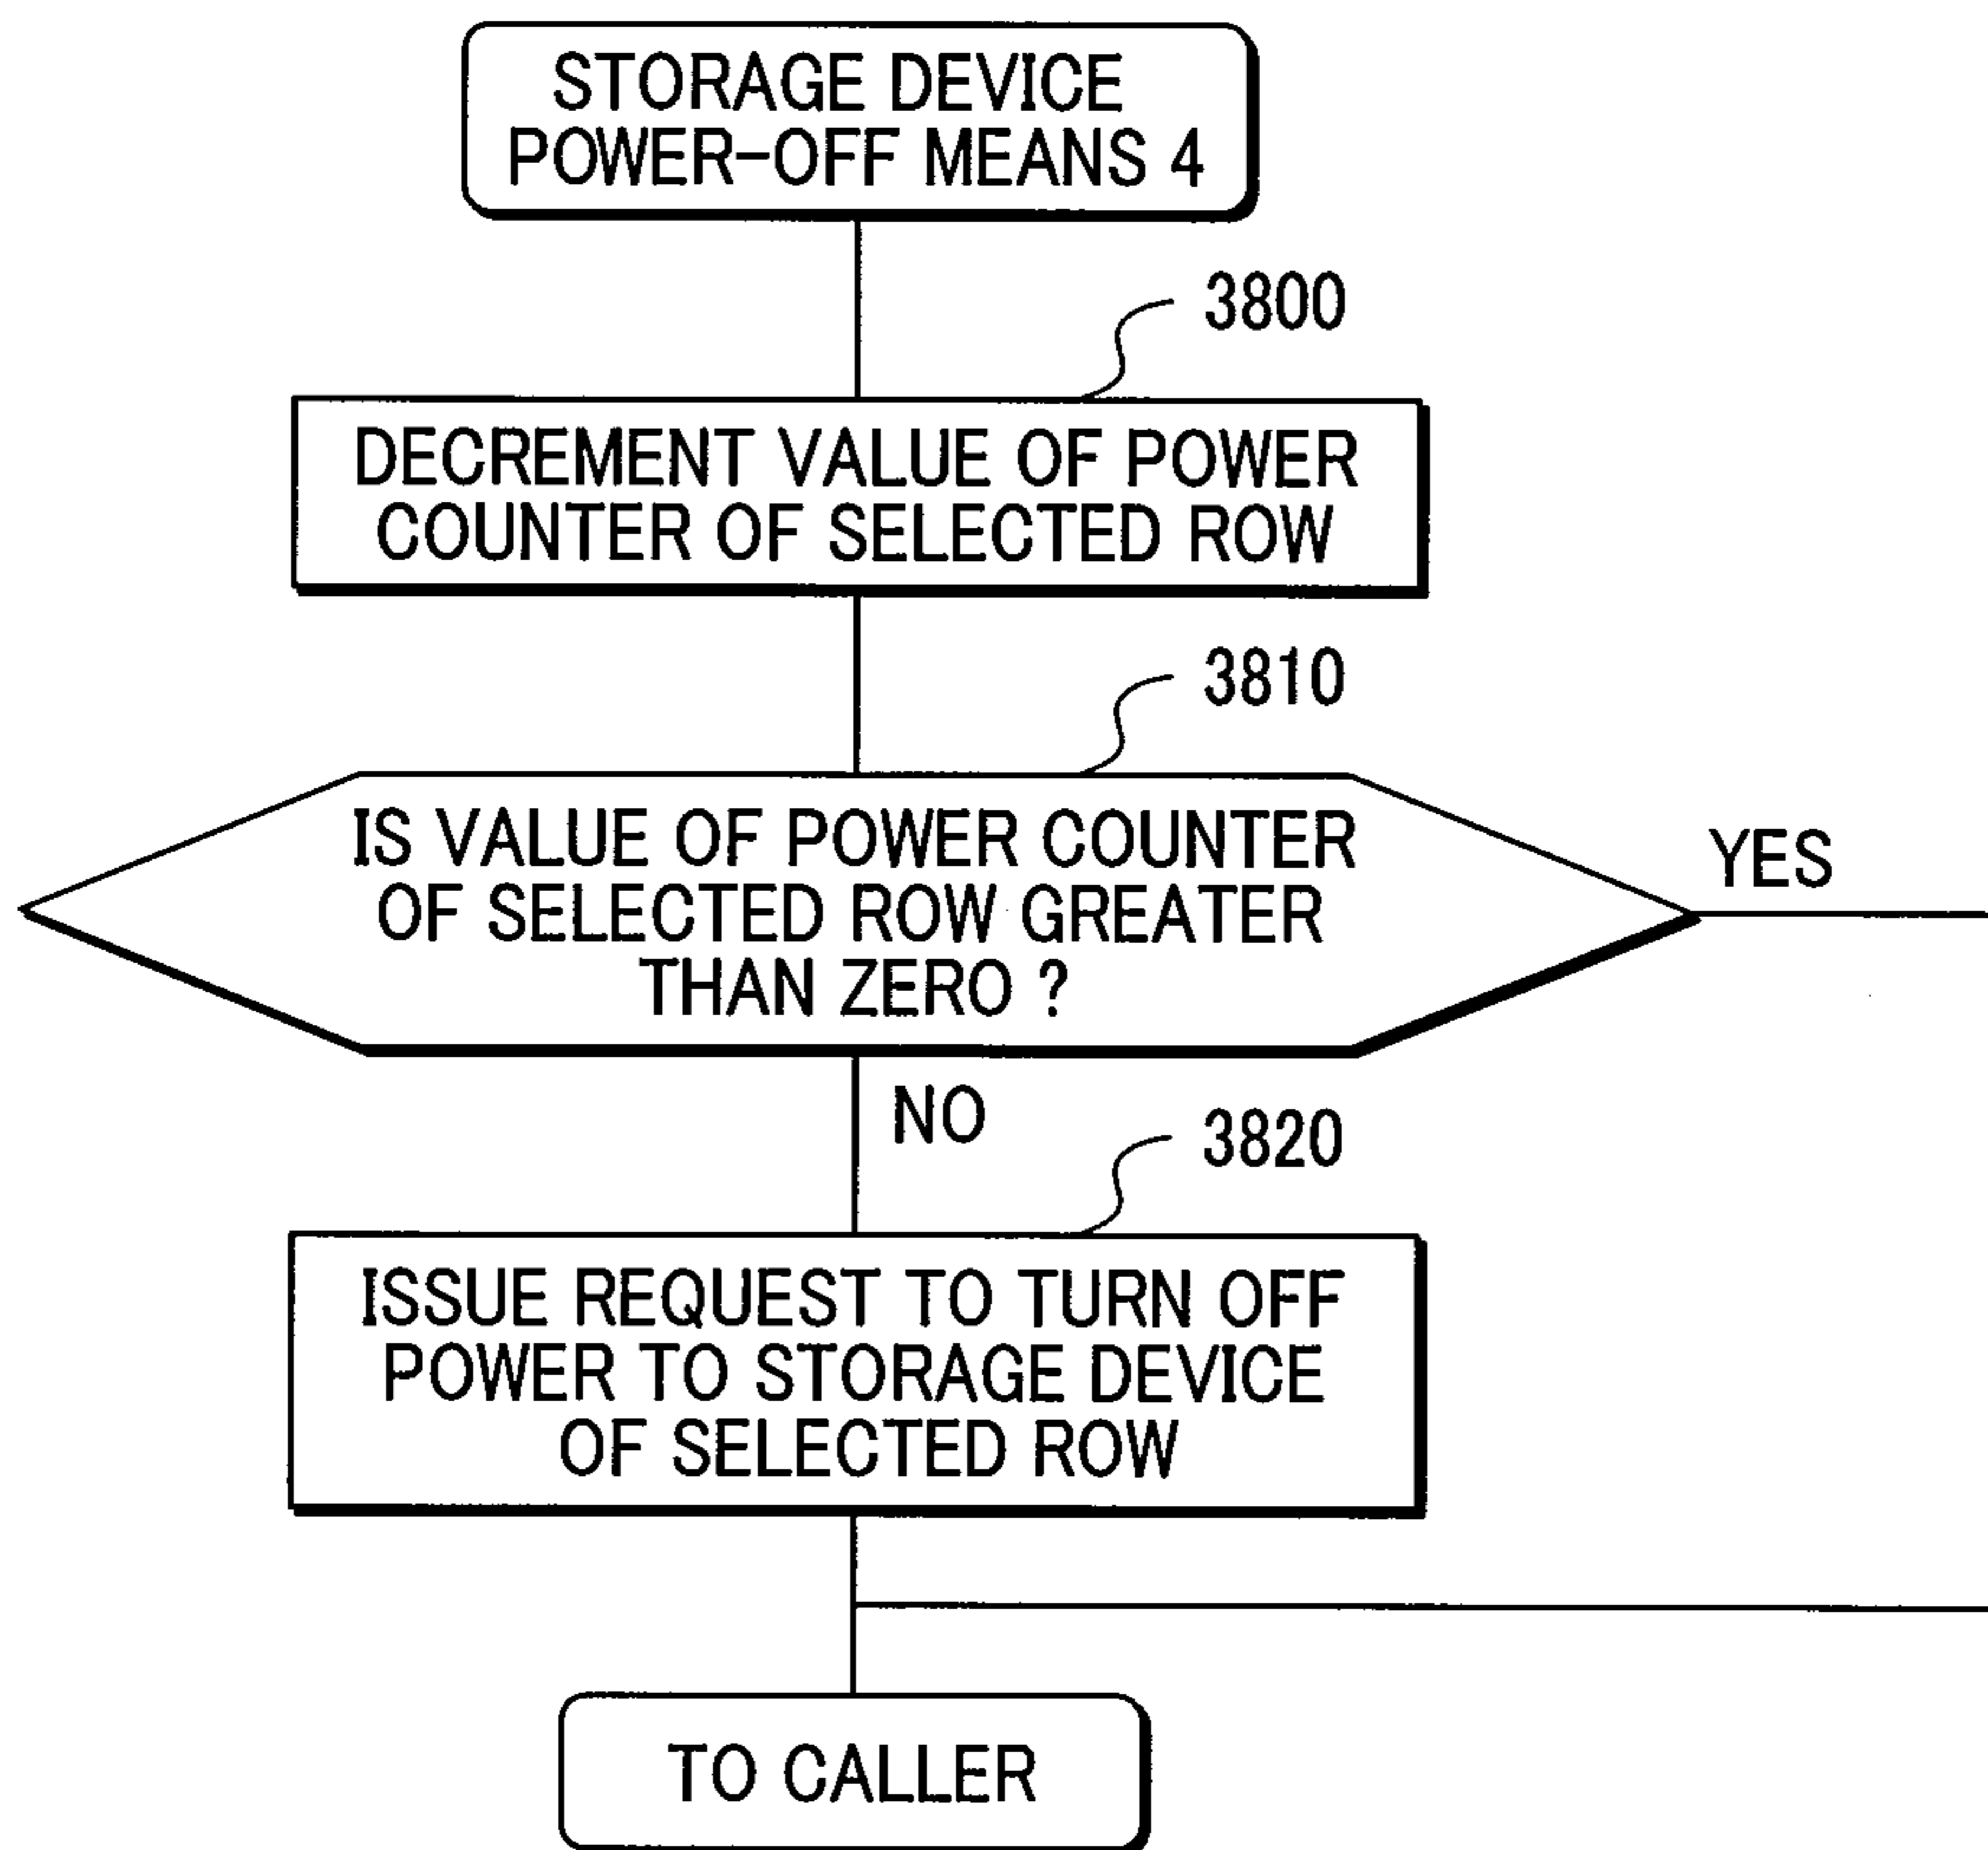 STORAGE DEVICE
POWER-OFF MEANS 4
3800
DECREMENT VALUE OF POWER
COUNTER OF SELECTED ROW
3810
IS VALUE OF POWER COUNTER
OF SELECTED ROW GREATER
THAN ZERO ?
YES
NO
3820
ISSUE REQUEST TO TURN OFF
POWER TO STORAGE DEVICE
OF SELECTED ROW
TO CALLER